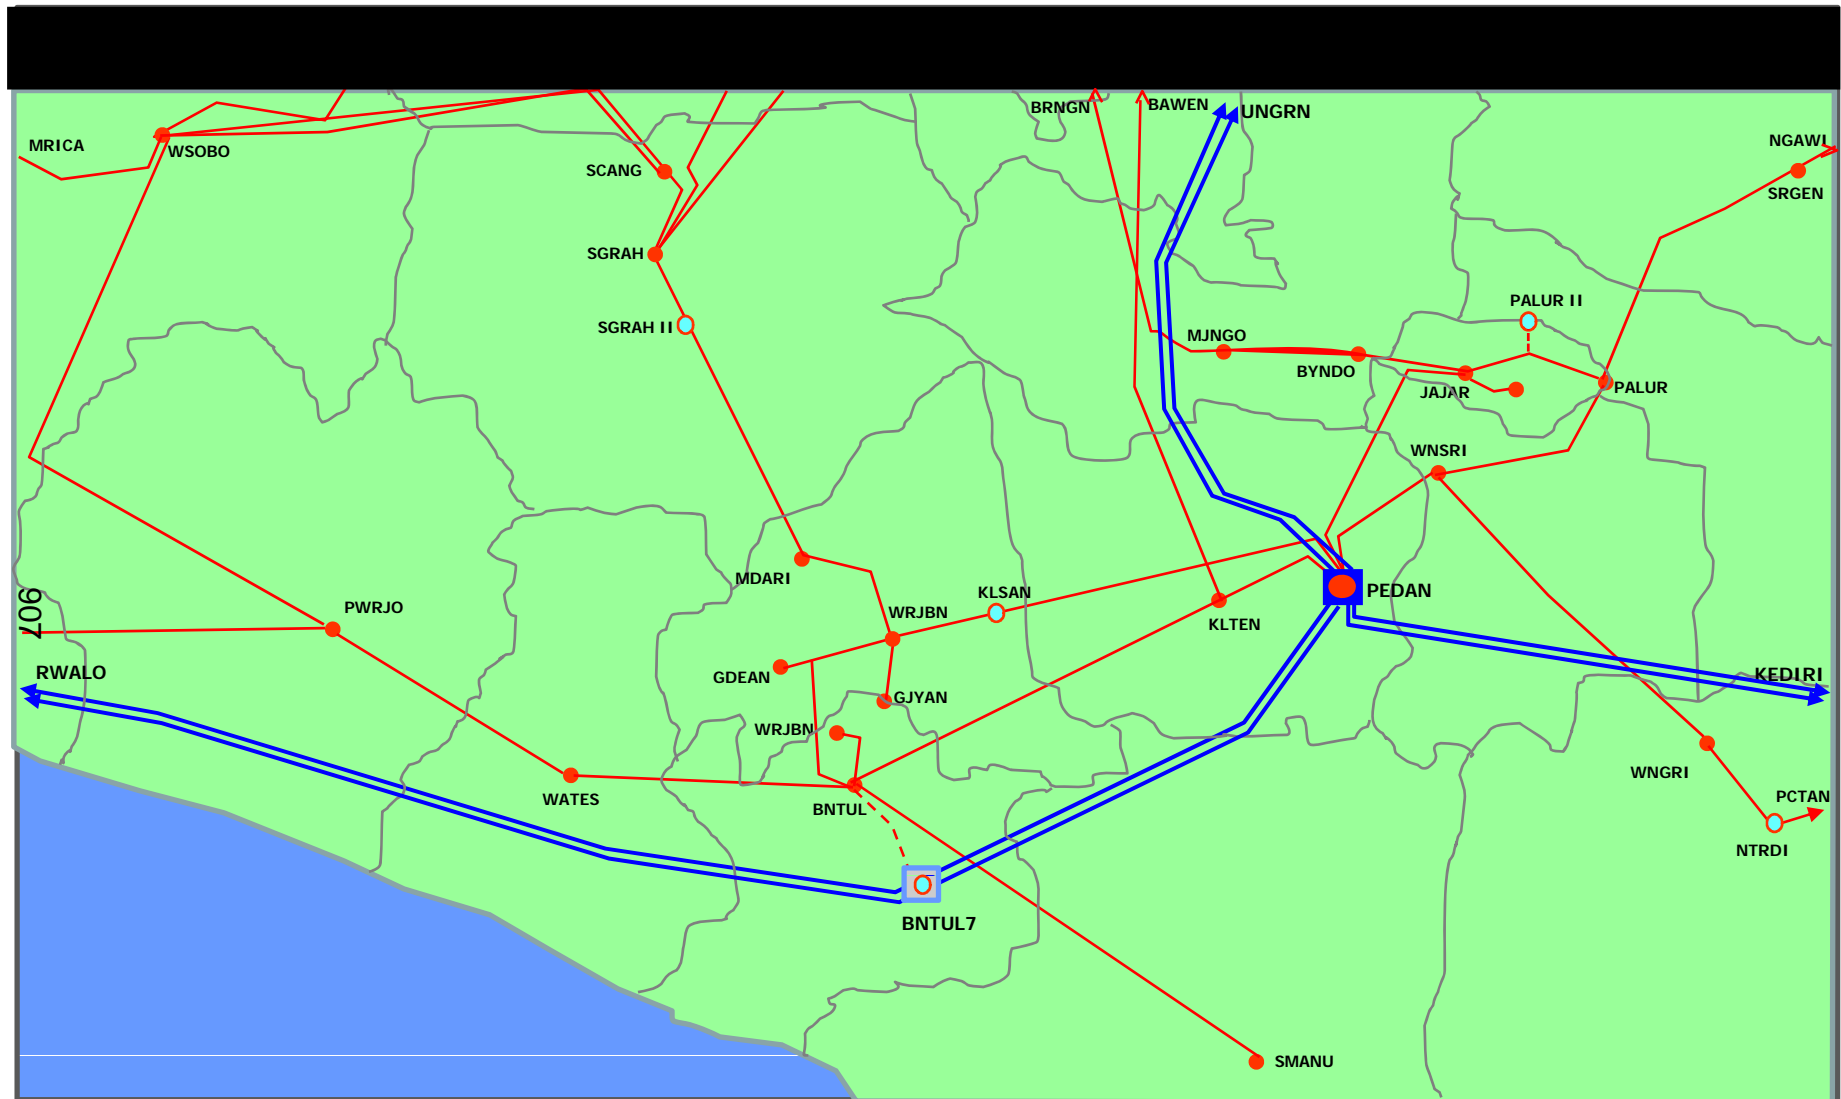 BRNGN
BAWEN
UNGRN
MRICA
WSOBO
NGAWI
SCANG
SRGEN
SGRAH
PALUR II
SGRAH II
MJNGO
BYNDO
JAJAR
PALUR
WNSRI
MDARI
KLSAN
PEDAN
907
PWRJO
WRJBN
KLTEN
RWALO
GDEAN
GJYAN
KEDIRI
WRJBN
WNGRI
WATES
BNTUL
PCTAN
NTRDI
BNTUL7
SMANU